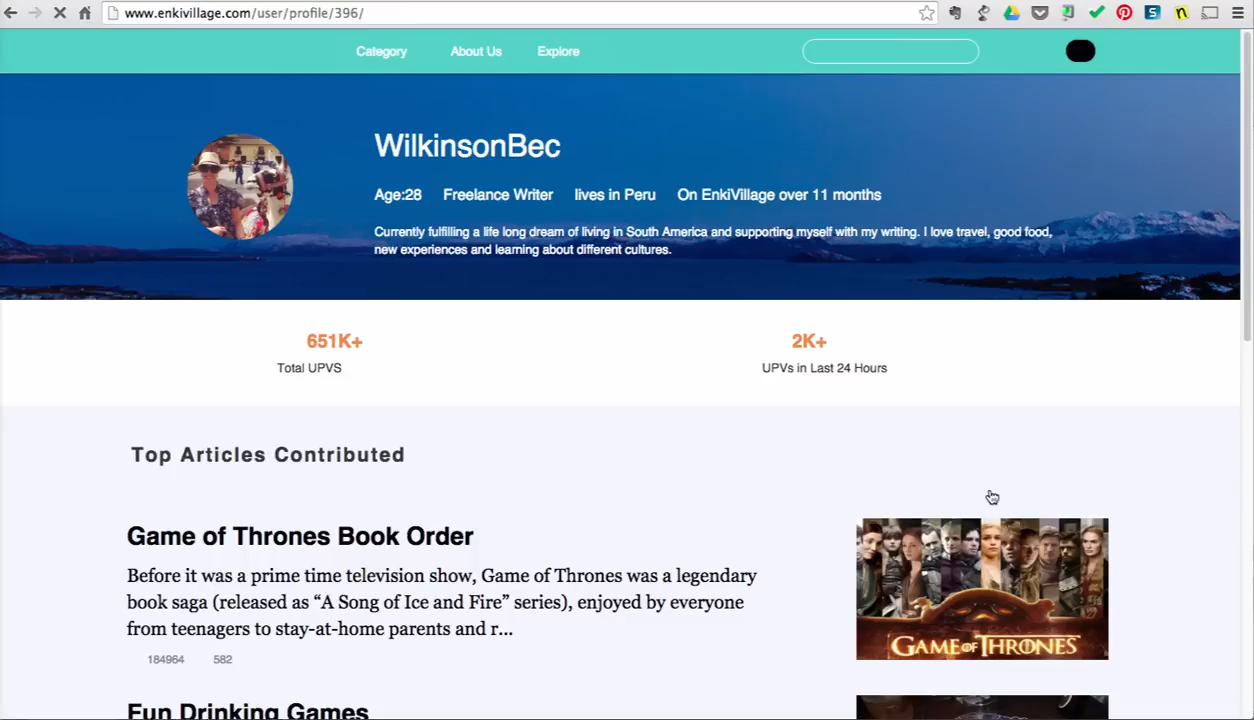 www.enkivillage.com/user/profile/396/
Category About Us Explore
WilkinsonBec
Age:28 Freelance Writer lives in Peru On EnkiVillage over 11 months
Currently fulfilling a life long dream of living in South America and supporting myself with my writing. I love travel, good food,
new experiences and learning about different cultures.
651K+ 2K+
Total UPVS UPVs in Last 24 Hours
Top Articles Contributed
Game of Thrones Book Order
Before it was a prime time television show, Game of Thrones was a legendary
book saga (released as “A Song of Ice and Fire” series), enjoyed by everyone
from teenagers to stay-at-home parents and r...
184964 582
GAME OF THRONES
Fun Drinking Games